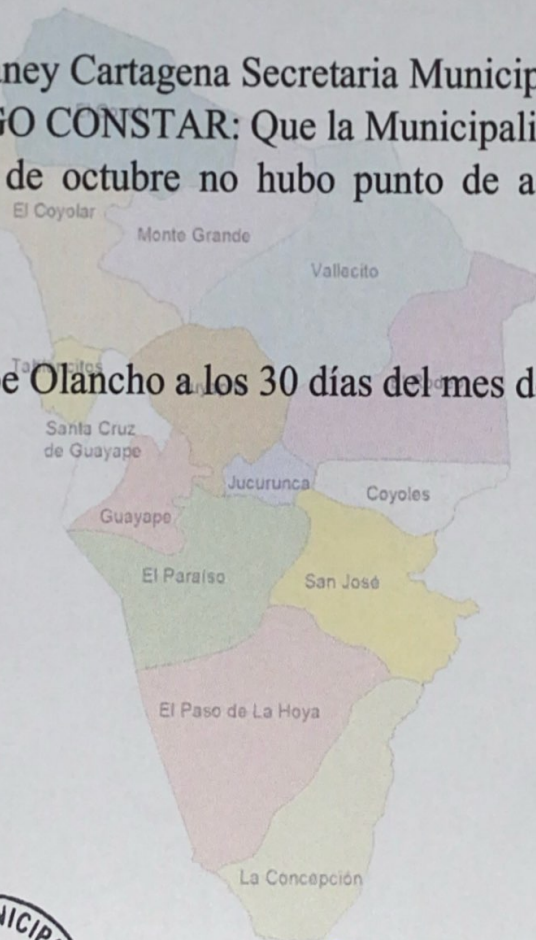 ney Cartagena Secretaria Municip
GO CONSTAR: Que la Municipali
de octubre no hubo punto de a
El Coyolar
Monte Grande
Vallecito
e Olancho a los 30 días del mes d
Santa Cruz
de Guayape
Jucurunca
Coyoles
Guayape
El Paraíso
San José
El Paso de La Hoya
La Concepción
NICIP